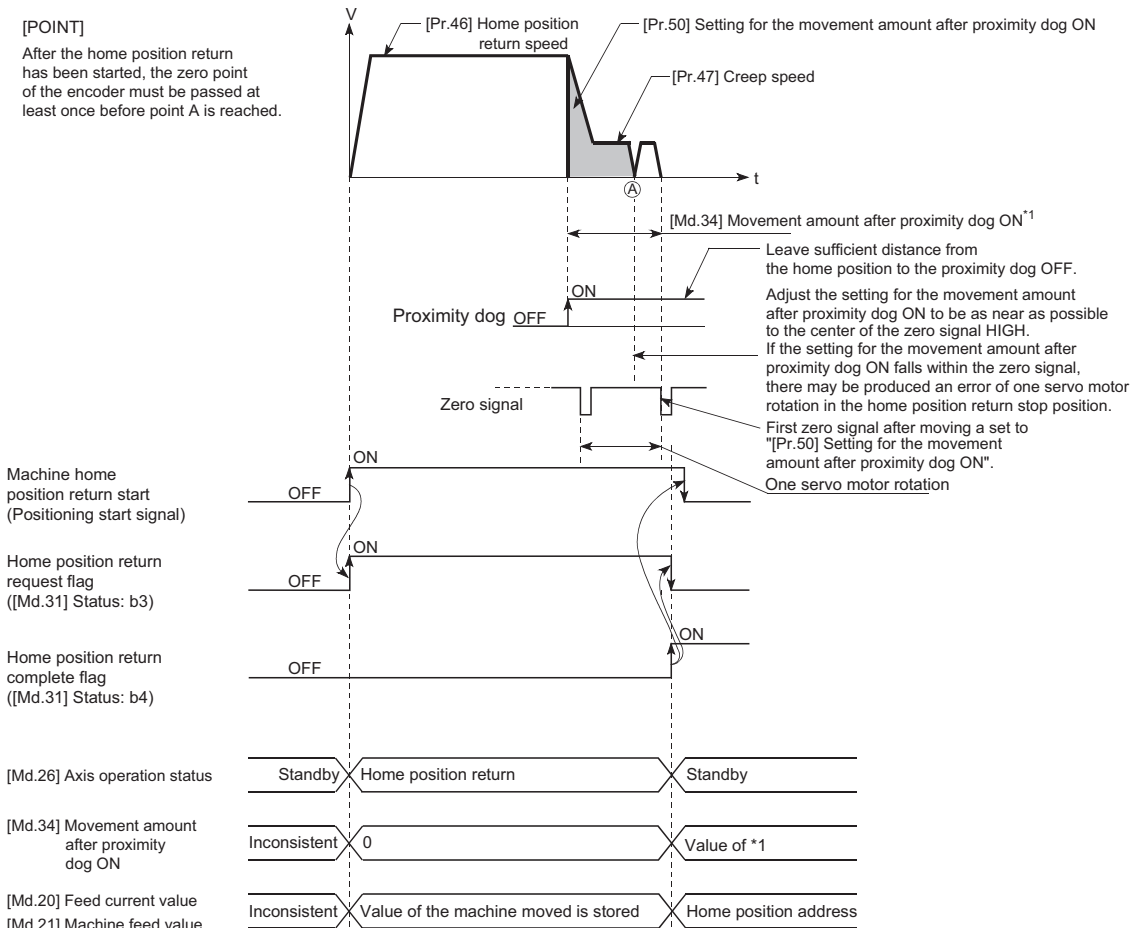 [POINT]
After the home position return
has been started, the zero point
of the encoder must be passed at
least once before point A is reached.
V
[Pr.46] Home position
return speed
[Pr.50] Setting for the movement amount after proximity dog ON
[Pr.47] Creep speed
t
A
[Md.34] Movement amount after proximity dog ON*1
Leave sufficient distance from
the home position to the proximity dog OFF.
Proximity dog OFF
ON
Adjust the setting for the movement amount
after proximity dog ON to be as near as possible
to the center of the zero signal HIGH.
If the setting for the movement amount after
proximity dog ON falls within the zero signal,
there may be produced an error of one servo motor
rotation in the home position return stop position.
Zero signal
First zero signal after moving a set to
"[Pr.50] Setting for the movement
amount after proximity dog ON".
One servo motor rotation
Machine home
position return start
(Positioning start signal)
OFF
ON
Home position return
request flag
([Md.31] Status: b3)
OFF
ON
Home position return
complete flag
([Md.31] Status: b4)
OFF
ON
[Md.26] Axis operation status
Standby
Home position return
Standby
[Md.34] Movement amount
after proximity
dog ON
Inconsistent
0
Value of *1
[Md.20] Feed current value
[Md.21] Machine feed value
Inconsistent
Value of the machine moved is stored
Home position address